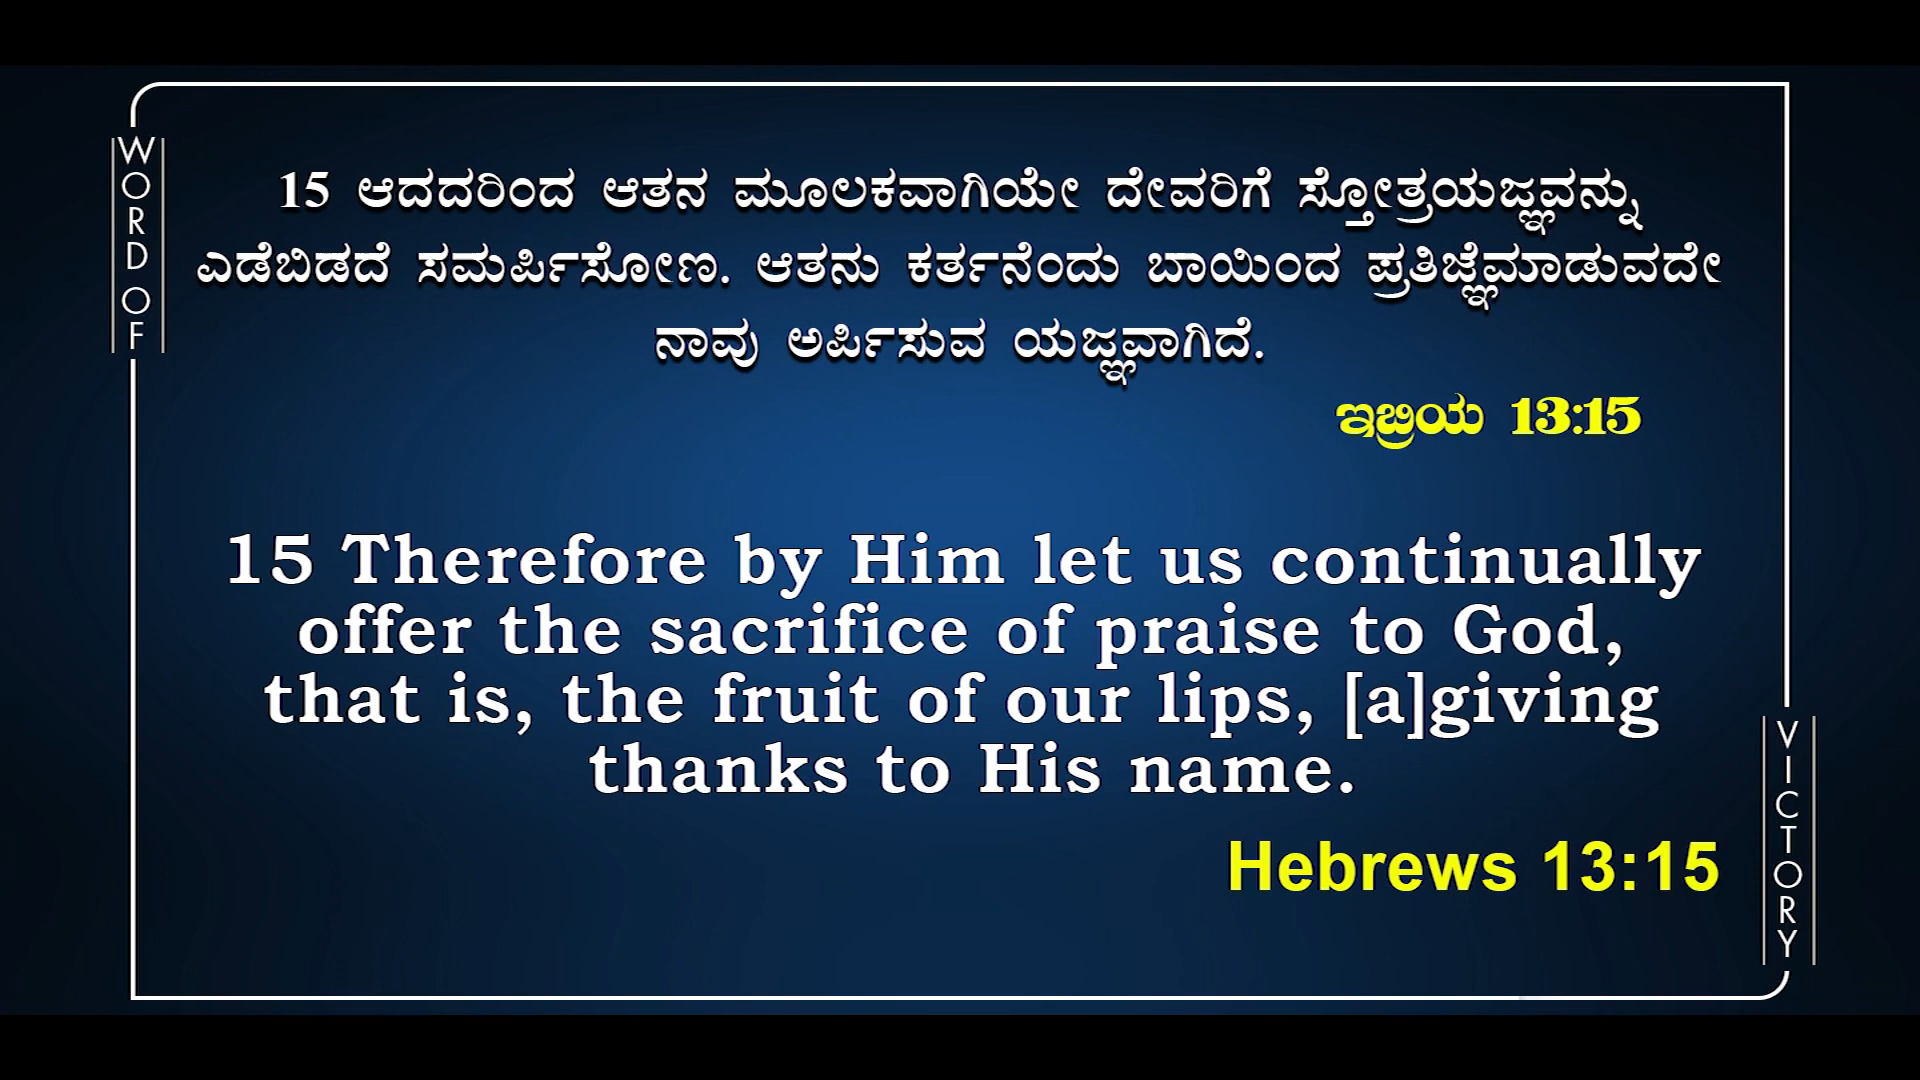 WORD OF
15 ಆದದರಿಂದ ಆತನ ಮೂಲಕವಾಗಿಯೇ ದೇವರಿಗೆ ಸ್ತೋತ್ರಯಜ್ಞವನ್ನು
ಎಡೆಬಿಡದೆ ಸಮರ್ಪಿಸೋಣ. ಆತನು ಕರ್ತನೆಂದು ಬಾಯಿಂದ ಪ್ರತಿಜ್ಞೆಮಾಡುವದೇ
ನಾವು ಅರ್ಪಿಸುವ ಯಜ್ಞವಾಗಿದೆ.
ಇಬ್ರಿಯ 13:15
15 Therefore by Him let us continually
offer the sacrifice of praise to God,
that is, the fruit of our lips, [a]giving
thanks to His name.
Hebrews 13:15
VICTORY